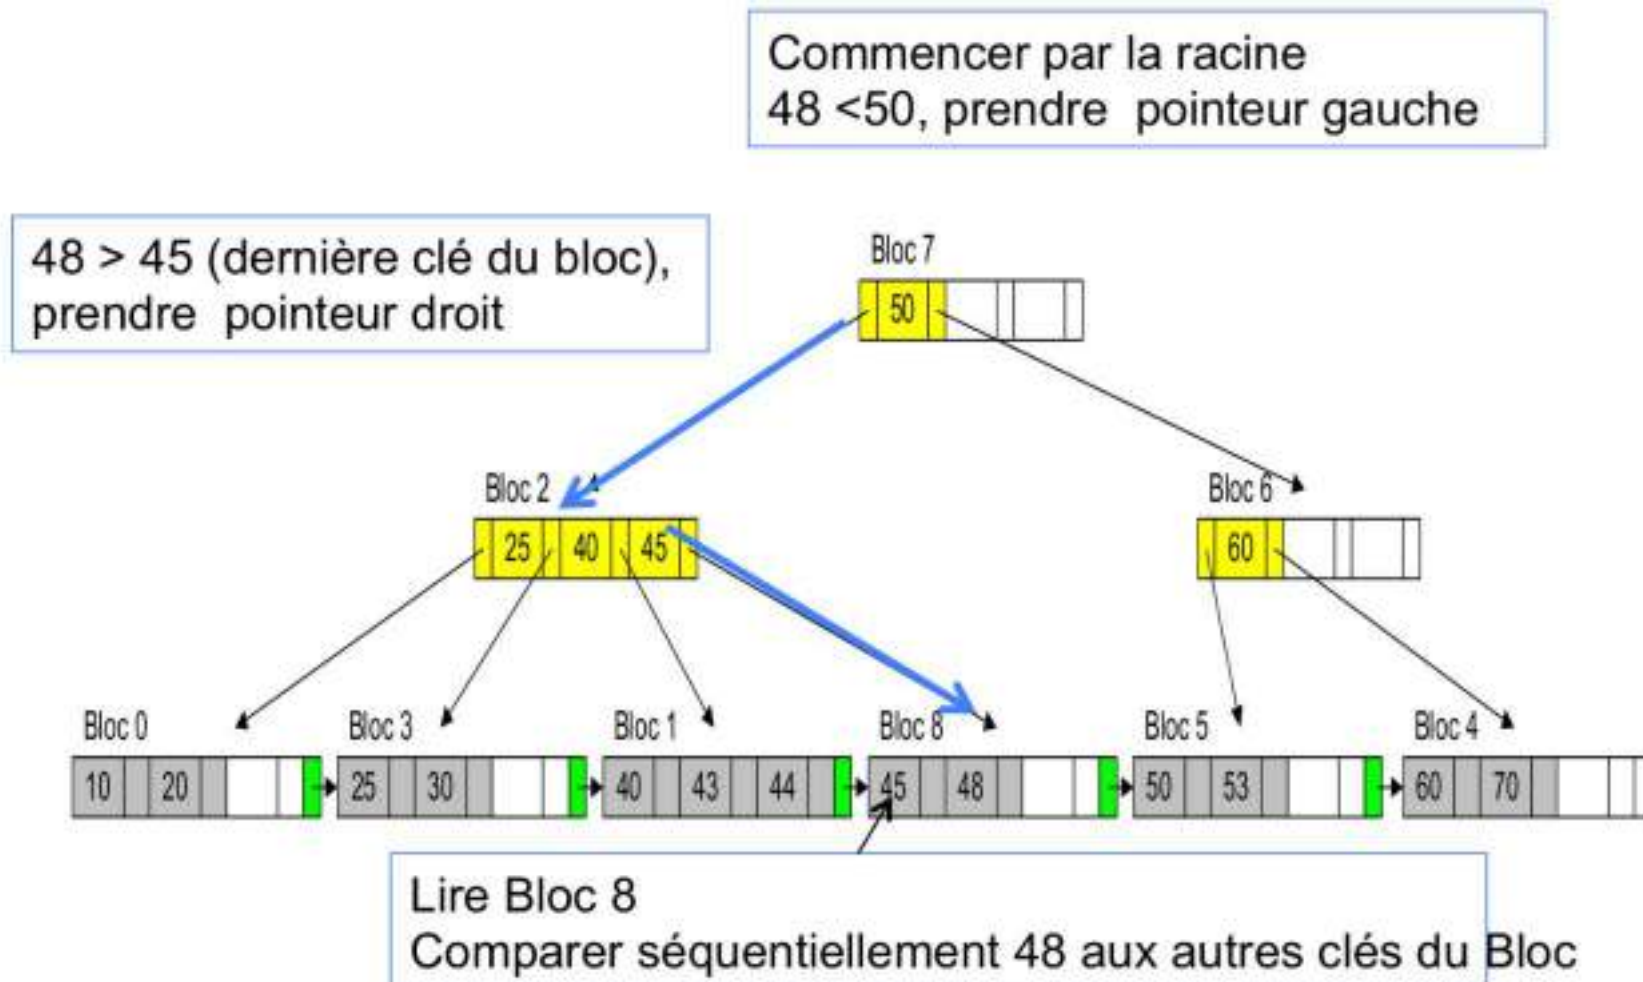 Commencer par la racine
48 <50, prendre pointeur gauche
48 > 45 (dernière clé du bloc),
prendre pointeur droit
Bloc 7
50
Bloc 2
25 40 45
Bloc 6
60
Bloc 0
10 20
Bloc 3
25 30
Bloc 1
40 43 44
Bloc 8
45 48
Bloc 5
50 53
Bloc 4
60 70
Lire Bloc 8
Comparer séquentiellement 48 aux autres clés du Bloc